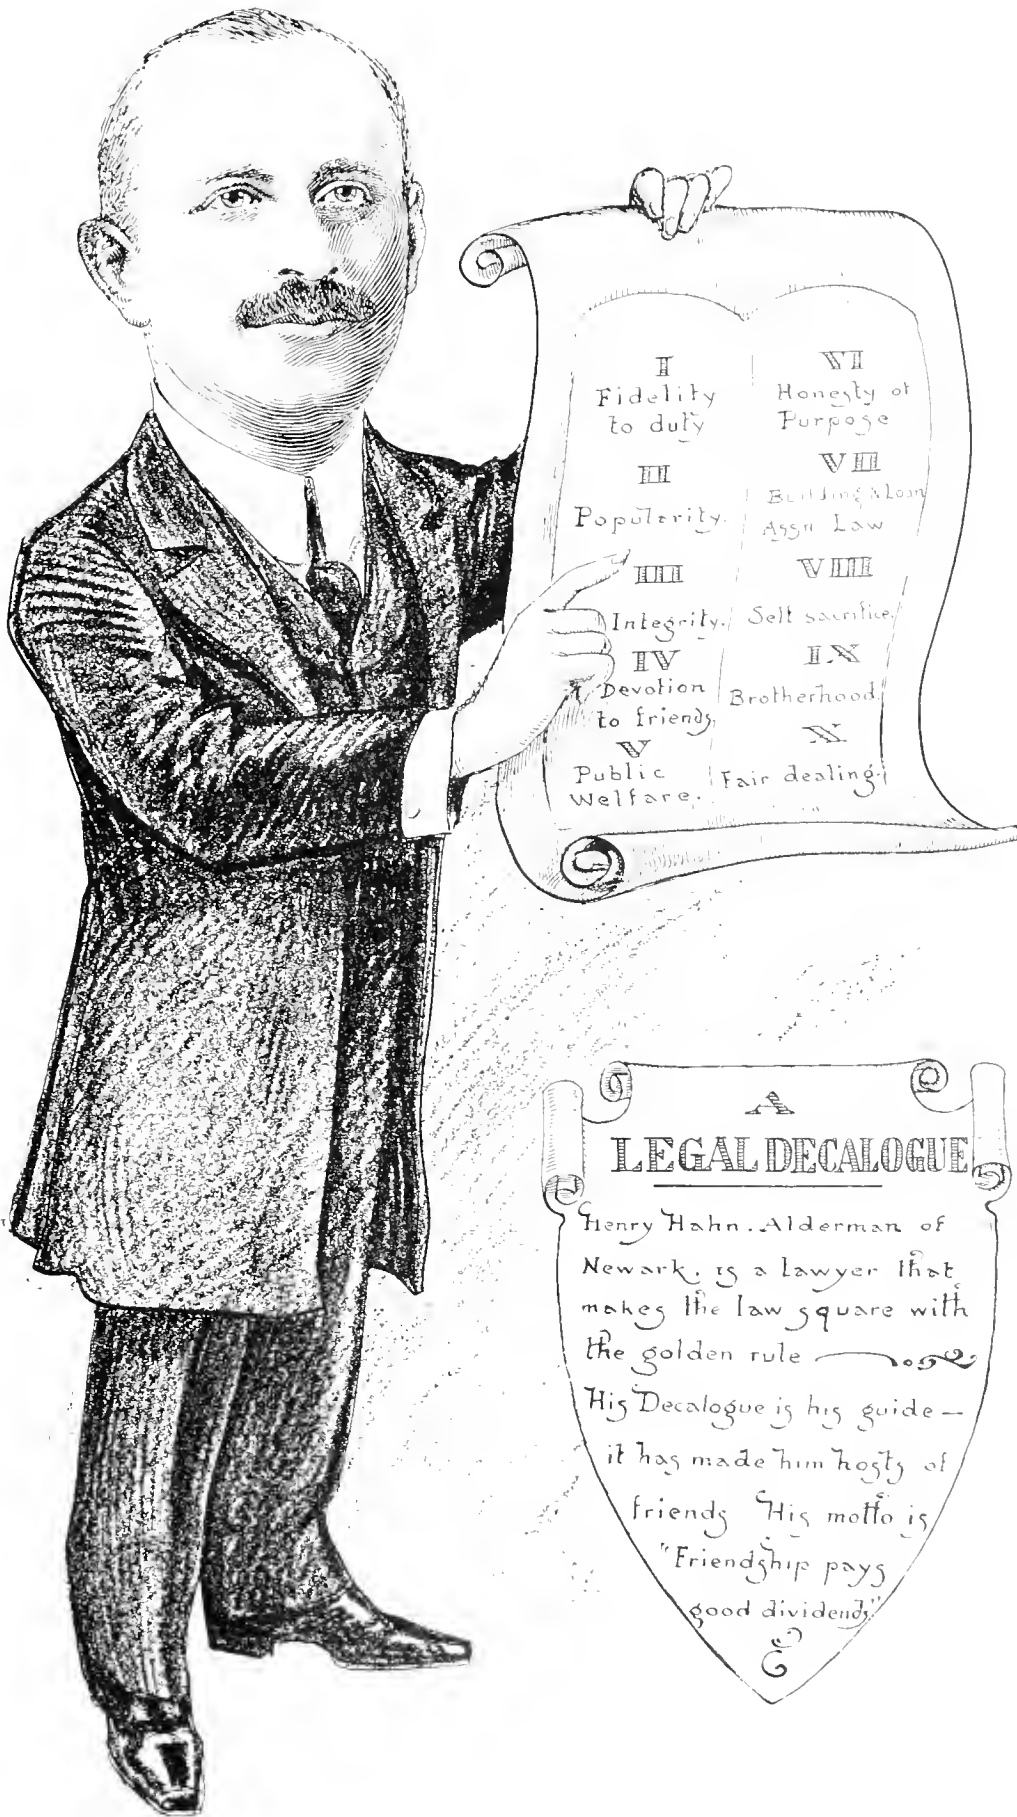 I
Fidelity
to duty
II
Popularity.
III
Integrity.
IV
Devotion
to friends,
V
Public
Welfare.
VI
Honesty of
Purpose
VII
Building & Loan
Assn Law
VIII
Self sacrifice.
IX
Brotherhood.
X
Fair dealing.
A
LEGAL DECALOGUE
Henry Hahn. Alderman of
Newark, is a lawyer that
makes the law square with
the golden rule
His Decalogue is his guide —
it has made him hosts of
friends His motto is
"Friendship pays
good dividends"